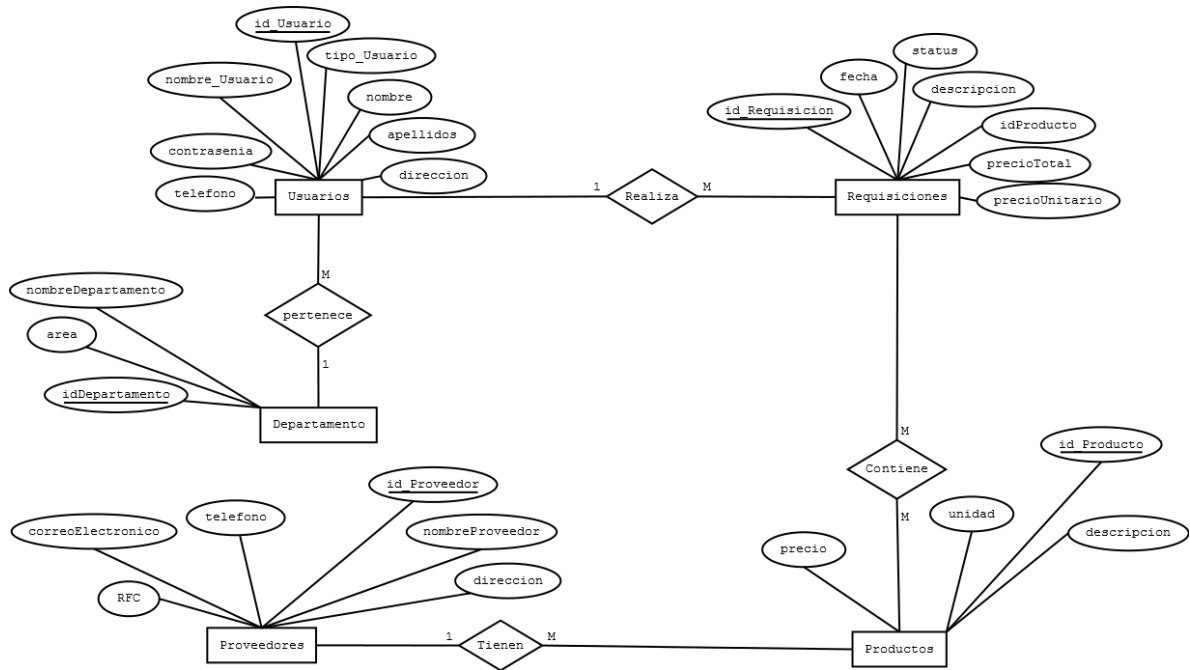 id_Usuario
tipo_Usuario
nombre_Usuario
nombre
apellidos
contrasenia
direccion
telefono
Usuarios
1
Realiza
M
status
fecha
descripcion
id_Requisicion
idProducto
precioTotal
precioUnitario
Requisiciones
M
pertenece
1
nombreDepartamento
area
idDepartamento
Departamento
M
Contiene
M
id_Producto
unidad
descripcion
precio
Productos
id_Proveedor
telefono
correoElectronico
nombreProveedor
direccion
RFC
Proveedores
1
Tienen
M